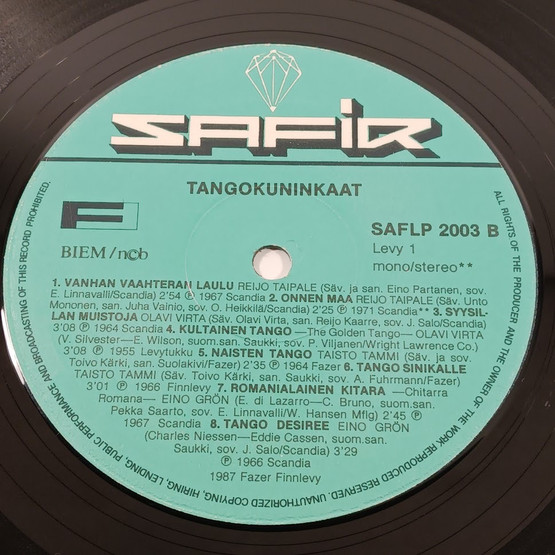 SAFIR
TANGOKUNINKAAT
SAFLP 2003 B
BIEM/ncb
Levy 1
mono/stereo**
1. VANHAN VAAHTERAN LAULU REIJO TAIPALE (Säv. ja san. Eino Partanen, sov.
E. Linnavalli/Scandia) 2'54 ℗ 1967 Scandia 2. ONNEN MAA REIJO TAIPALE (Säv. Unto
Mononen, san. Juha Vainio, sov. O. Heikkilä/Scandia) 2'25 ℗ 1971 Scandia** 3. SYYSIL-
LAN MUISTOJA OLAVI VIRTA (Säv. Olavi Virta, san. Reijo Kaarre, sov. J. Salo/Scandia)
3'08 ℗ 1964 Scandia 4. KULTAINEN TANGO —The Golden Tango— OLAVI VIRTA
(V. Silvester— E. Wilson, suom.san. Saukki, sov. P. Viljanen/Wright Lawrence Co.)
3'08 ℗ 1955 Levytukku 5. NAISTEN TANGO TAISTO TAMMI (Säv ja sov
Toivo Kärki, san. Suolakivi/Fazer) 2'35 ℗ 1964 Fazer 6. TANGO SINIKALLE
TAISTO TAMMI (Säv. Toivo Kärki, san. Saukki, sov. A. Fuhrmann/Fazer)
3'01 ℗ 1966 Finnlevy 7. ROMANIALAINEN KITARA —Chitarra
Romana— EINO GRÖN (E. di Lazarro— C. Bruno, suom.san.
Pekka Saarto, sov. E. Linnavalli/W. Hansen Mflg) 2'45 ℗
1967 Scandia 8. TANGO DESIREE EINO GRÖN
(Charles Niessen—Eddie Cassen, suom.san.
Saukki, sov. J. Salo/Scandia) 3'29
℗ 1966 Scandia
1987 Fazer Finnlevy
ALL RIGHTS OF THE PRODUCER AND THE OWNER OF THE WORK REPRODUCED RESERVED. UNAUTHORIZED COPYING, HIRING, LENDING, PUBLIC PERFORMANCE AND BROADCASTING OF THIS RECORD PROHIBITED.